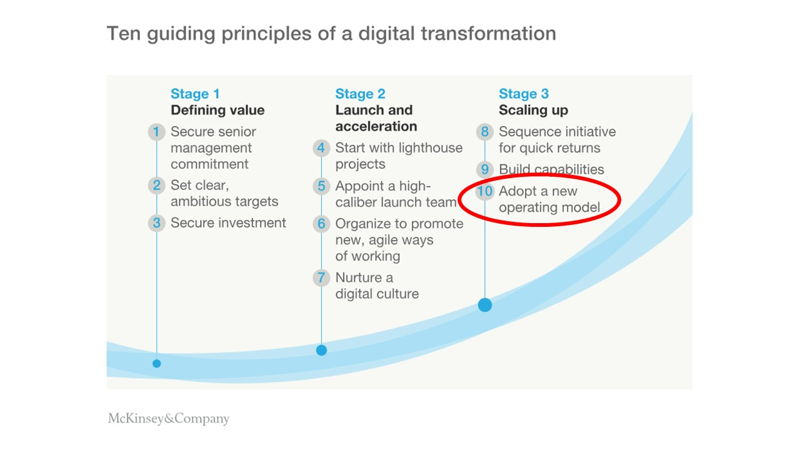 Ten guiding principles of a digital transformation
Stage 1
Defining value
1 Secure senior
management
commitment
2 Set clear,
ambitious targets
3 Secure investment
Stage 2
Launch and
acceleration
4 Start with lighthouse
projects
5 Appoint a high-
caliber launch team
6 Organize to promote
new, agile ways
of working
7 Nurture a
digital culture
Stage 3
Scaling up
8 Sequence initiative
for quick returns
9 Build capabilities
10 Adopt a new
operating model
McKinsey&Company